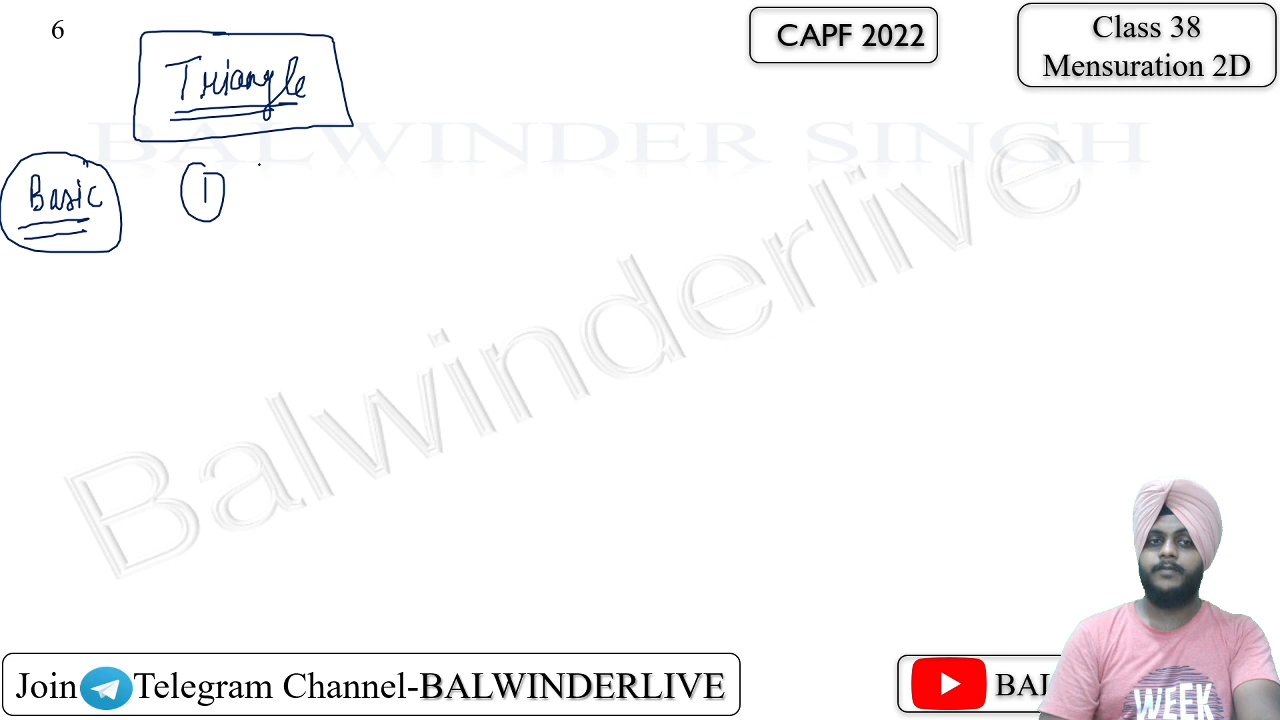 6
CAPF 2022
Class 38
Mensuration 2D
Triangle
BALWINDER SINGH
Basic
1
Balwinderlive
Join Telegram Channel-BALWINDERLIVE
BAL
WEEK